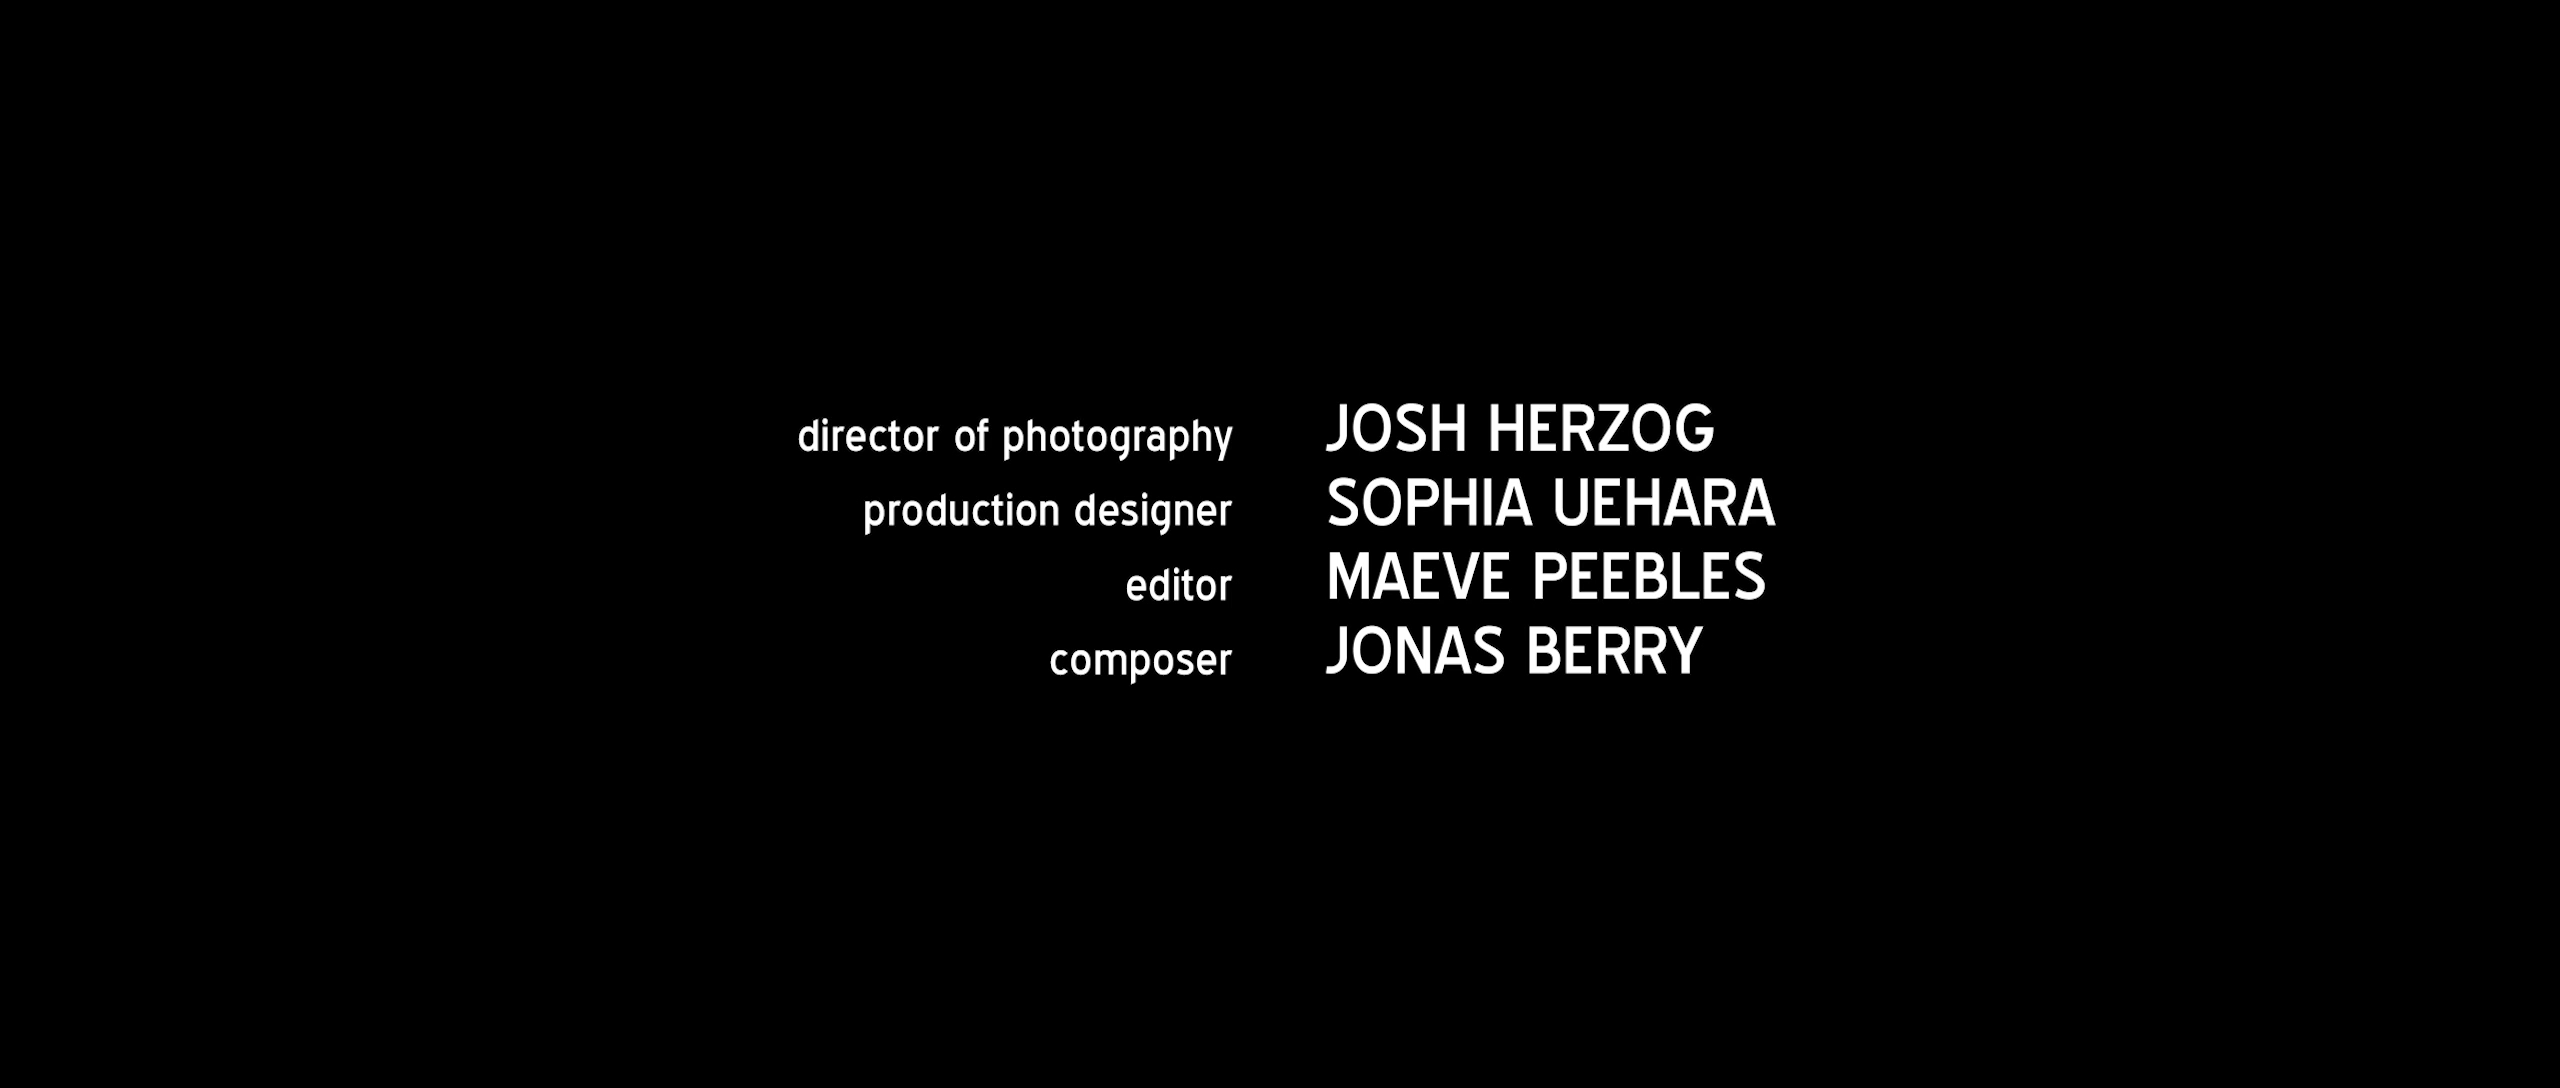 director of photography JOSH HERZOG
production designer SOPHIA UEHARA
editor MAEVE PEEBLES
composer JONAS BERRY